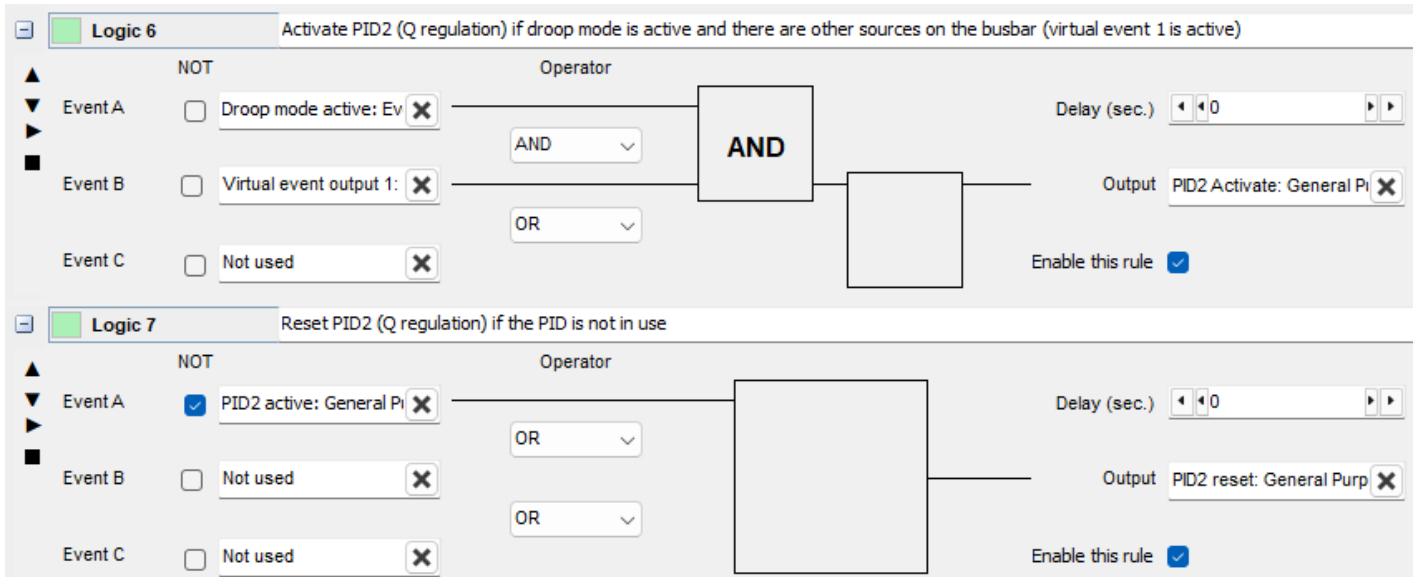 Logic 6 Activate PID2 (Q regulation) if droop mode is active and there are other sources on the busbar (virtual event 1 is active)
NOT Operator
Event A Droop mode active: Ev Delay (sec.) 0
AND AND
Event B Virtual event output 1: Output PID2 Activate: General Pu
OR
Event C Not used Enable this rule
Logic 7 Reset PID2 (Q regulation) if the PID is not in use
NOT Operator
Event A PID2 active: General Pu Delay (sec.) 0
OR
Event B Not used Output PID2 reset: General Purp
OR
Event C Not used Enable this rule